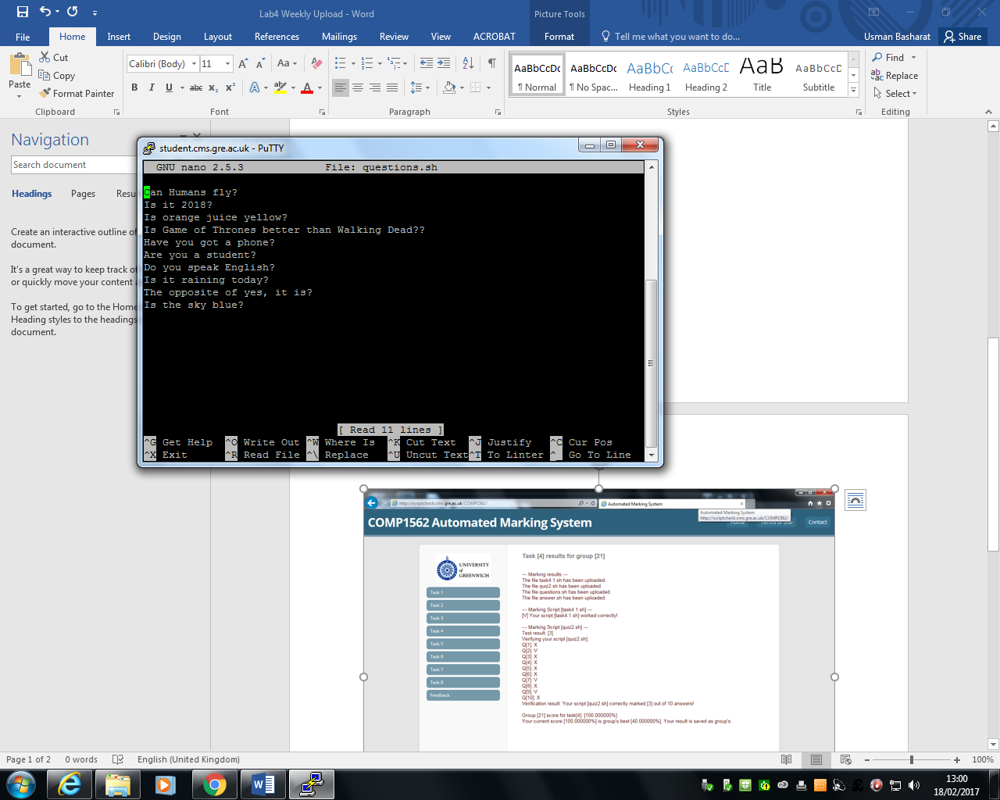 Lab4 Weekly Upload - Word
Picture Tools
File Home Insert Design Layout References Mailings Review View ACROBAT Format Tell me what you want to do... Usman Basharat Share
Paste
Cut
Copy
Format Painter
Calibri (Body) 11
AaBbCcDc AaBbCcDc AaBbCc AaBbCcD AaB AaBbCcD
¶ Normal ¶ No Spac... Heading 1 Heading 2 Title Subtitle
Find
Replace
Select
Clipboard Font Paragraph Styles Editing
Navigation
Search document
Headings Pages Resu
Create an interactive outline of
document.
It's a great way to keep track of
or quickly move your content
To get started, go to the Home
Heading styles to the headings
document.
student.cms.gre.ac.uk - PuTTY
GNU nano 2.5.3 File: questions.sh
Can Humans fly?
Is it 2018?
Is orange juice yellow?
Is Game of Thrones better than Walking Dead??
Have you got a phone?
Are you a student?
Do you speak English?
Is it raining today?
The opposite of yes, it is?
Is the sky blue?
[ Read 11 lines ]
^G Get Help ^O Write Out ^W Where Is ^K Cut Text ^J Justify ^C Cur Pos
^X Exit ^R Read File ^\ Replace ^U Uncut Text ^T To Linter ^_ Go To Line
http://scriptcheck.cms.gre.ac.uk/COMP1562/
Automated Marking System
Automated Marking System
http://scriptcheck.cms.gre.ac.uk/COMP1562/
COMP1562 Automated Marking System
Home Terms of Use Contact
UNIVERSITY
of
GREENWICH
Task 1
Task 2
Task 3
Task 4
Task 5
Task 6
Task 7
Task 8
Feedback
Task [4] results for group [21]
--- Marking results ---
The file task4.1.sh has been uploaded.
The file quiz2.sh has been uploaded.
The file questions.sh has been uploaded.
The file answer.sh has been uploaded.
--- Marking Script [task4.1.sh] ---
[V] Your script [task4.1.sh] worked correctly!
--- Marking Script [quiz2.sh] ---
Test result: [3]
Verifying your script [quiz2.sh]:
Q[1]: X
Q[2]: V
Q[3]: X
Q[4]: X
Q[5]: X
Q[6]: X
Q[7]: V
Q[8]: X
Q[9]: V
Q[10]: X
Verification result: Your script [quiz2.sh] correctly marked [3] out of 10 answers!
Group [21] score for task[4]: [100.000000%]
Your current score [100.000000%] is group's best [40.000000%]. Your result is saved as group's
Page 1 of 2 0 words English (United Kingdom) 100%
13:00
18/02/2017